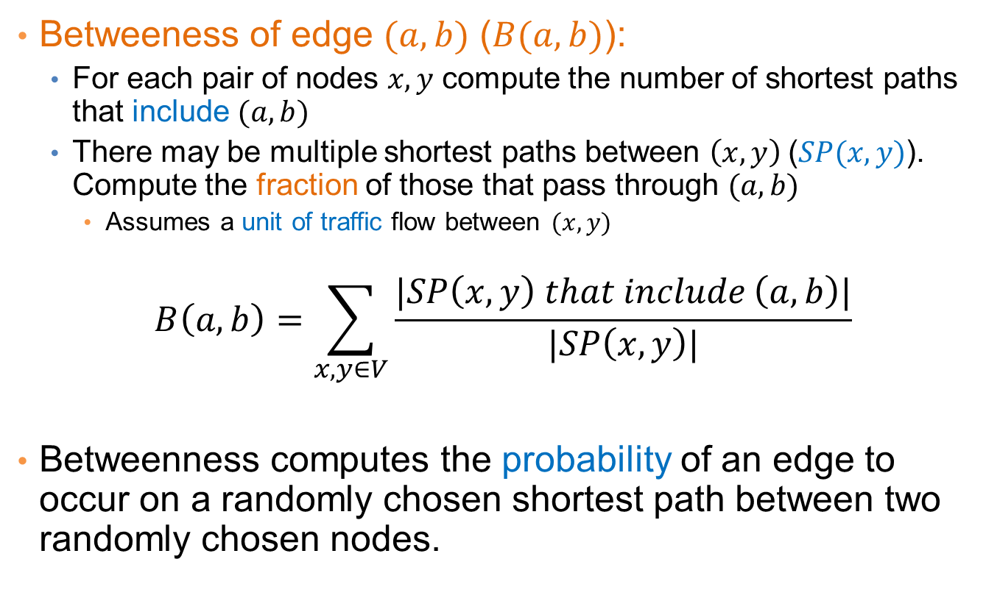 • Betweeness of edge (a, b) (B(a, b)):
• For each pair of nodes x, y compute the number of shortest paths
that include (a, b)
• There may be multiple shortest paths between (x, y) (SP(x, y)).
Compute the fraction of those that pass through (a, b)
• Assumes a unit of traffic flow between (x, y)
B(a, b) = ∑_{x,y∈V} |SP(x, y) that include (a, b)| / |SP(x, y)|
• Betweenness computes the probability of an edge to
occur on a randomly chosen shortest path between two
randomly chosen nodes.